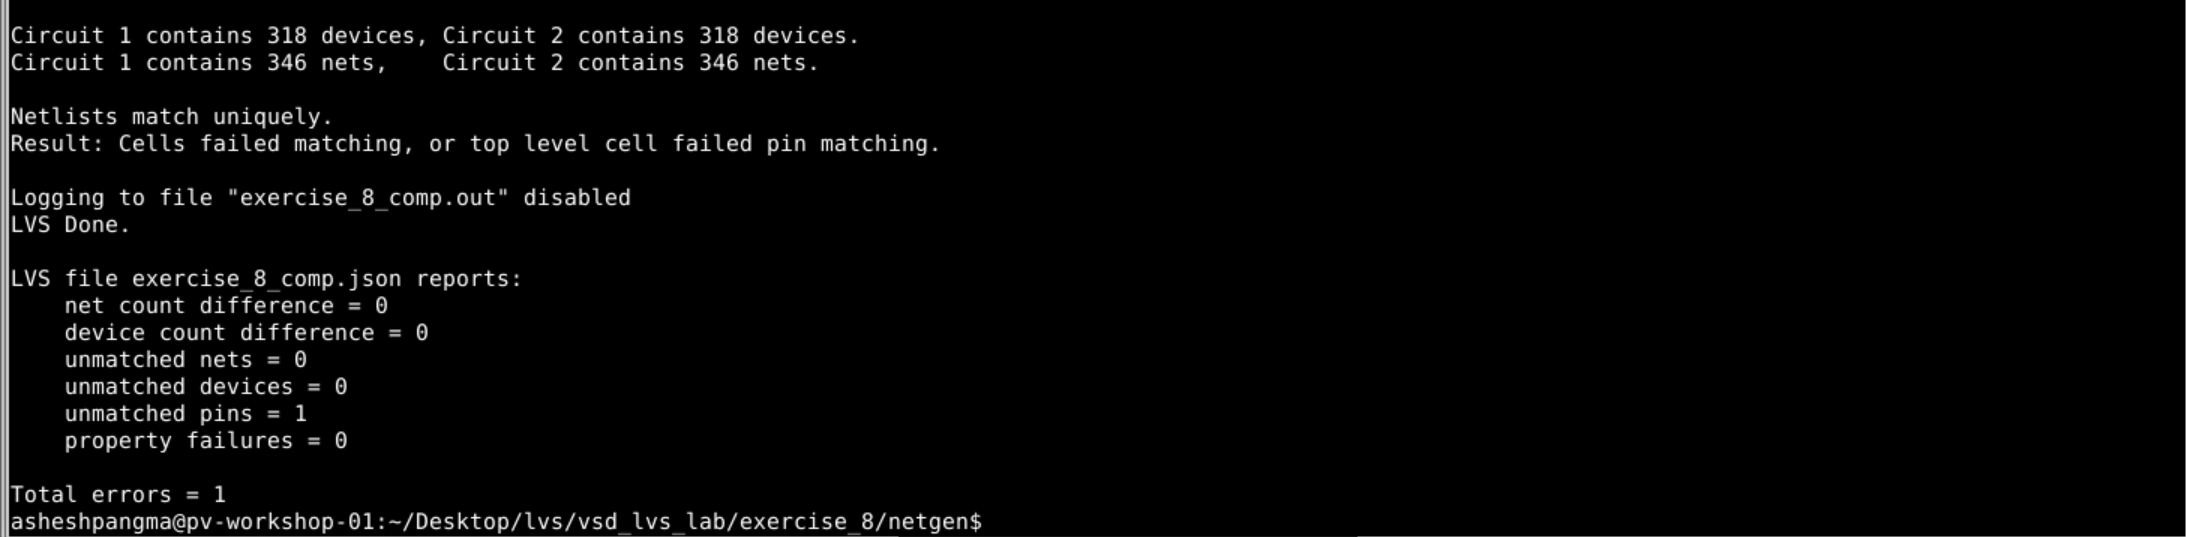 Circuit 1 contains 318 devices, Circuit 2 contains 318 devices.
Circuit 1 contains 346 nets,    Circuit 2 contains 346 nets.
Netlists match uniquely.
Result: Cells failed matching, or top level cell failed pin matching.
Logging to file "exercise_8_comp.out" disabled
LVS Done.
LVS file exercise_8_comp.json reports:
    net count difference = 0
    device count difference = 0
    unmatched nets = 0
    unmatched devices = 0
    unmatched pins = 1
    property failures = 0
Total errors = 1
asheshpangma@pv-workshop-01:~/Desktop/lvs/vsd_lvs_lab/exercise_8/netgen$